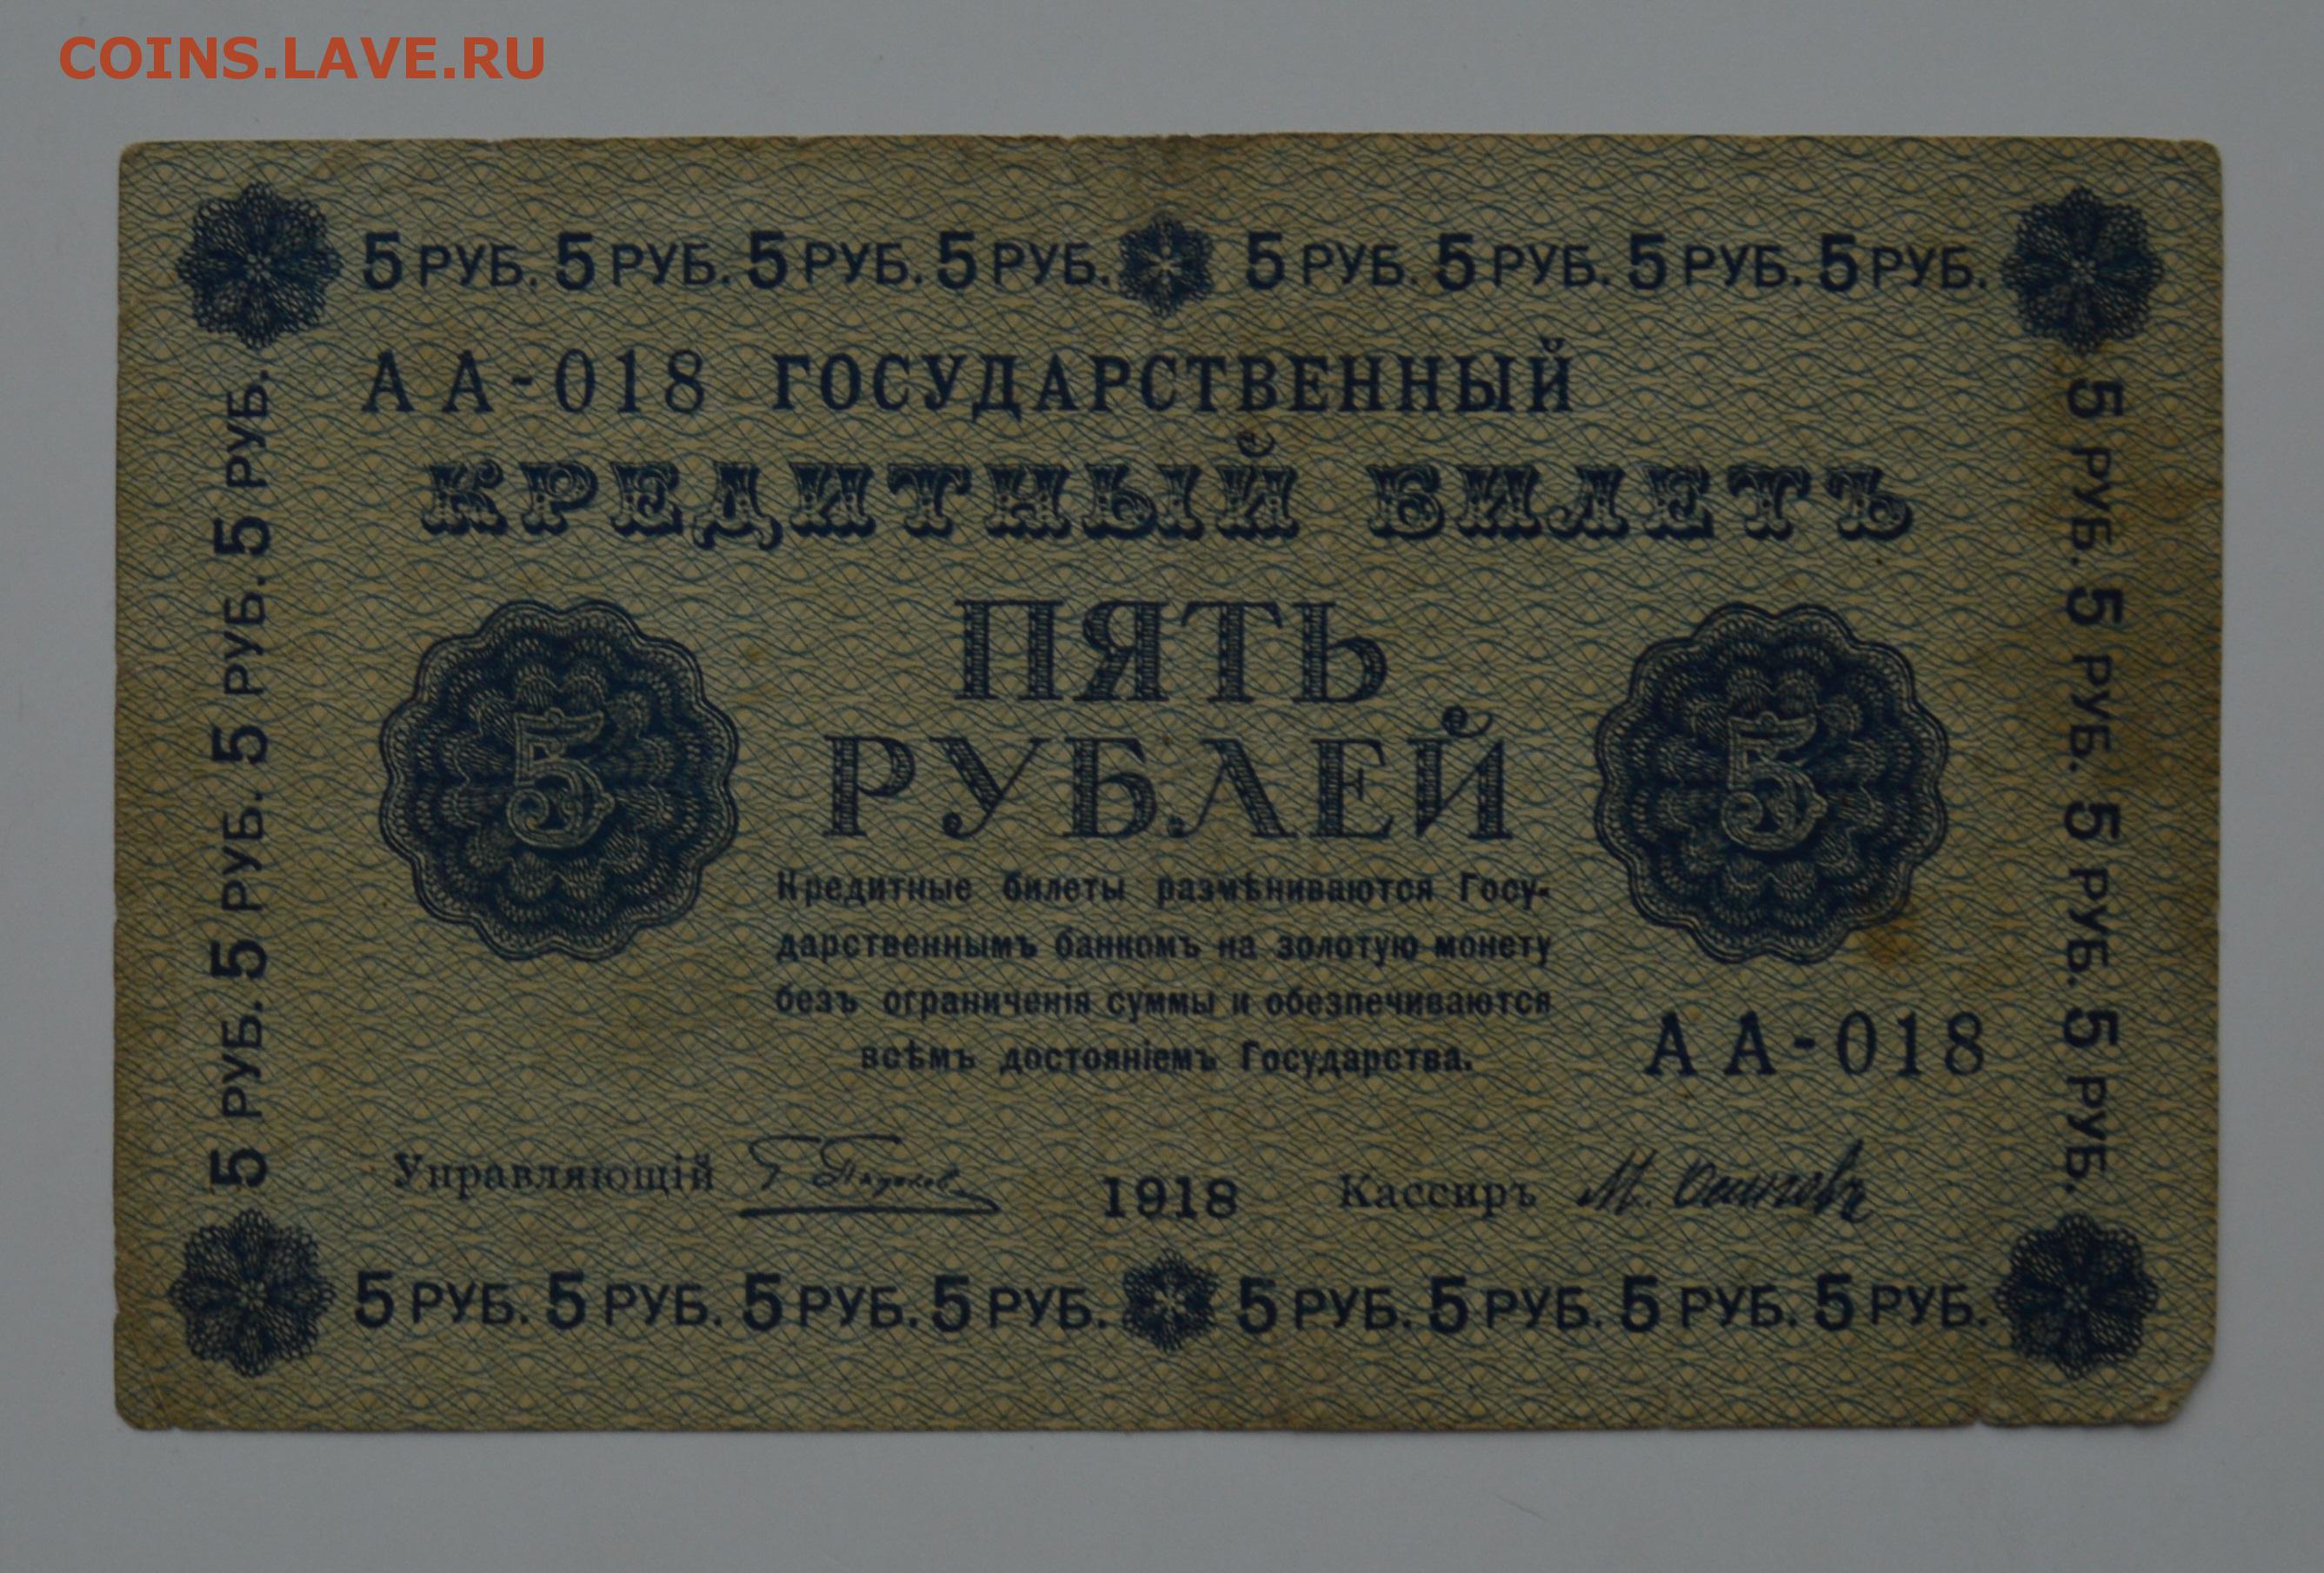 COINS.LAVE.RU
5 РУБ. 5 РУБ. 5 РУБ. 5 РУБ. 5 РУБ. 5 РУБ. 5 РУБ. 5 РУБ.
АА-018 ГОСУДАРСТВЕННЫЙ
КРЕДИТНЫЙ БИЛЕТЪ
5 РУБ. 5 РУБ. 5 РУБ. 5 РУБ.
5 РУБ. 5 РУБ. 5 РУБ. 5 РУБ.
ПЯТЬ
РУБЛЕЙ
5
5
Кредитные билеты размѣниваются Госу-
дарственнымъ банкомъ на золотую монету
безъ ограниченія суммы и обезпечиваются
всѣмъ достояніемъ Государства.
АА-018
Управляющій
1918 Кассиръ М. Осиповъ
5 РУБ. 5 РУБ. 5 РУБ. 5 РУБ. 5 РУБ. 5 РУБ. 5 РУБ. 5 РУБ.